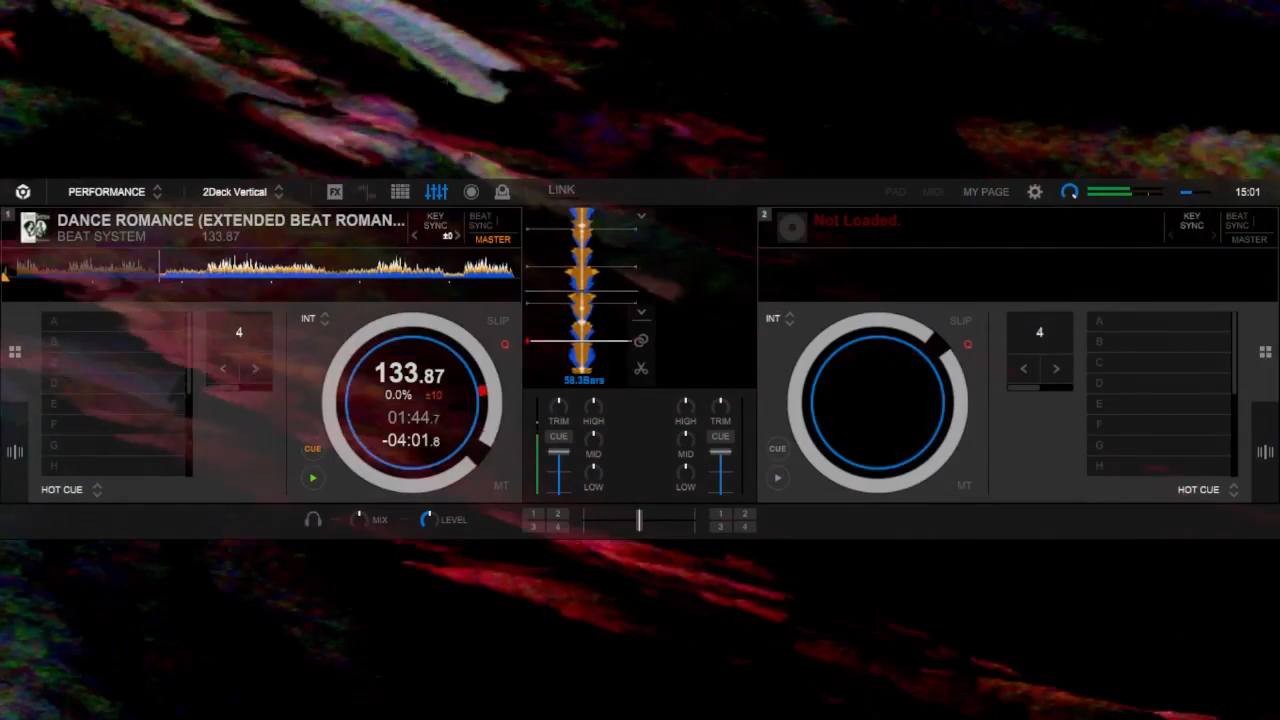 PERFORMANCE 2Deck Vertical FX LINK PAD MIDI MY PAGE 15:01
1 DANCE ROMANCE (EXTENDED BEAT ROMAN...
BEAT SYSTEM 133.87
KEY SYNC ±0
BEAT SYNC MASTER
2 Not Loaded.
KEY SYNC
BEAT SYNC MASTER
A
B
C
D
E
F
G
H
HOT CUE
4
INT
SLIP
Q
133.87
0.0% ±10
01:44.7
-04:01.8
CUE
MT
58.3Bars
TRIM HIGH HIGH TRIM
CUE CUE
MID MID
LOW LOW
INT
SLIP
Q
CUE
MT
4
A
B
C
D
E
F
G
H
HOT CUE
MIX LEVEL
1 2
3 4
1 2
3 4